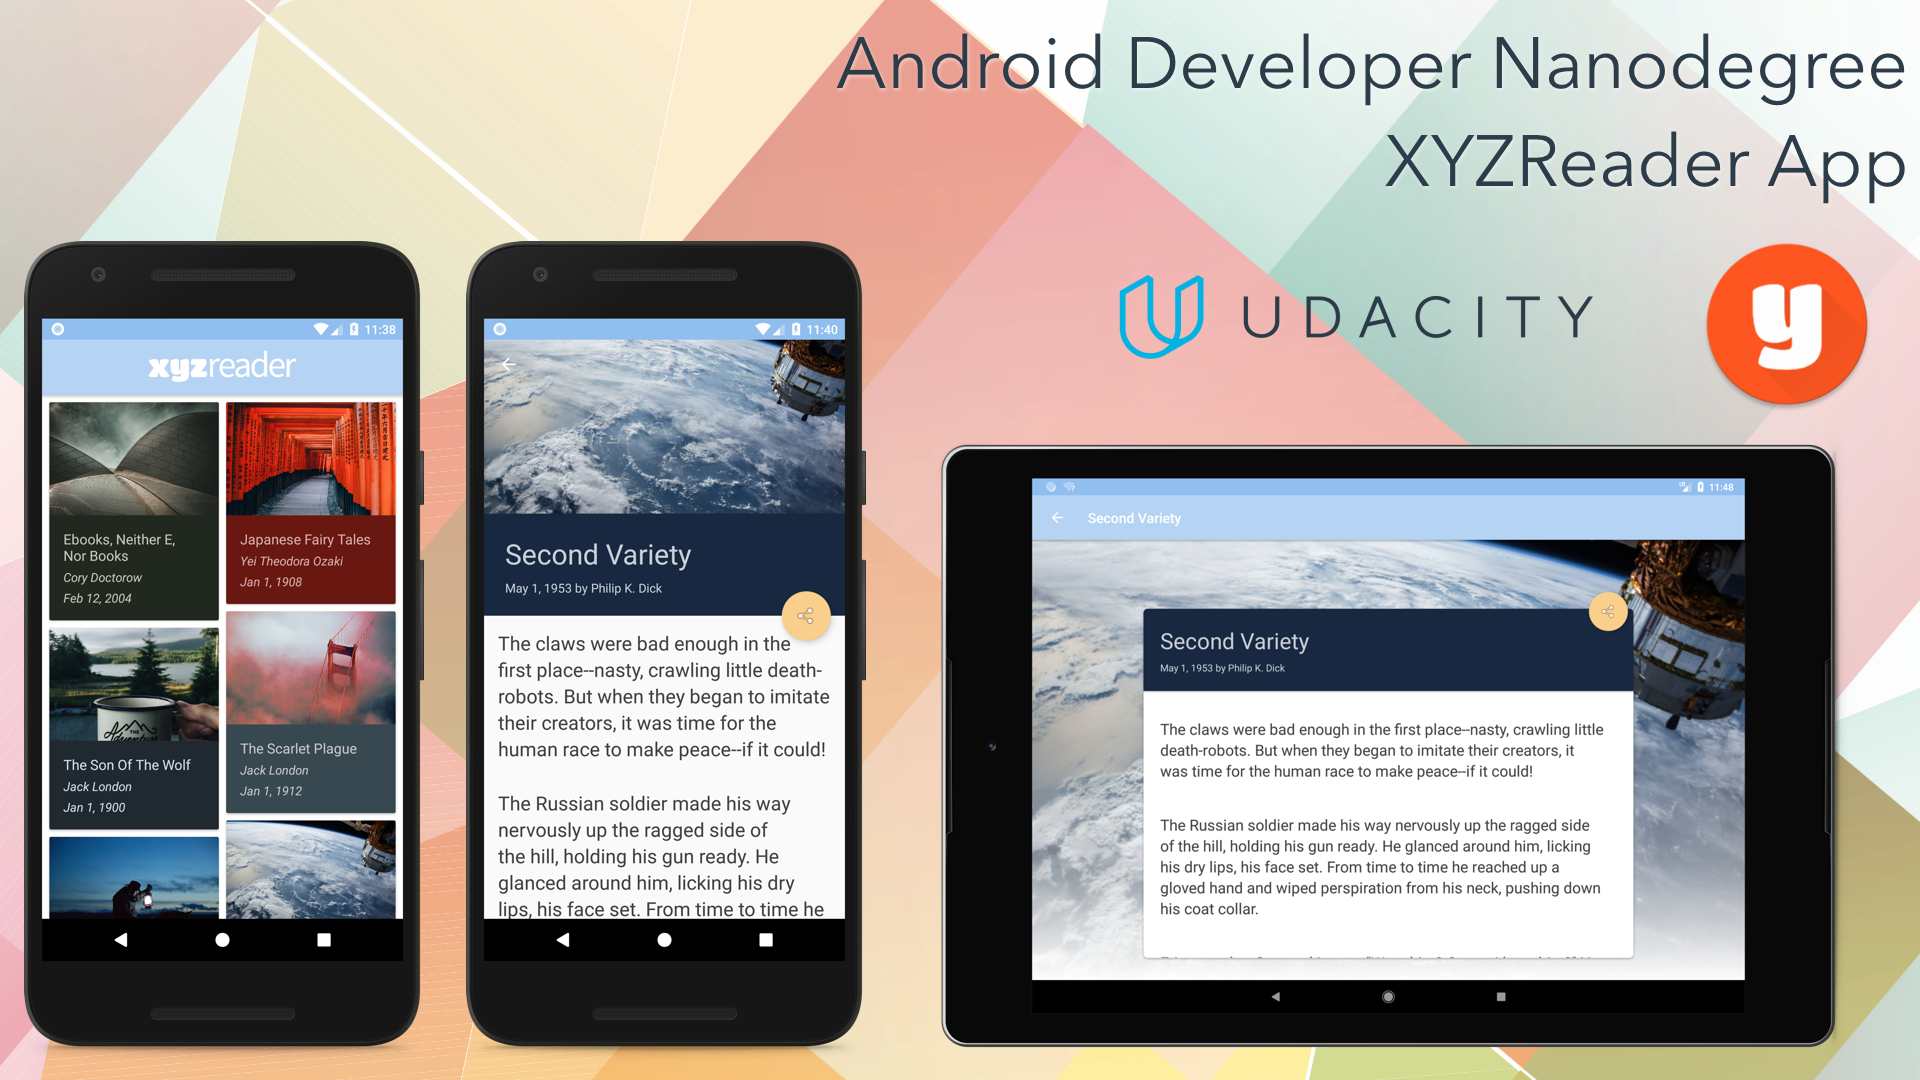 Android Developer Nanodegree
XYZReader App
UDACITY
y
11:38
xyzreader
Ebooks, Neither E,
Nor Books
Cory Doctorow
Feb 12, 2004
Japanese Fairy Tales
Yei Theodora Ozaki
Jan 1, 1908
THE
Adventure
The Son Of The Wolf
Jack London
Jan 1, 1900
The Scarlet Plague
Jack London
Jan 1, 1912
11:40
Second Variety
May 1, 1953 by Philip K. Dick
The claws were bad enough in the
first place--nasty, crawling little death-
robots. But when they began to imitate
their creators, it was time for the
human race to make peace--if it could!
The Russian soldier made his way
nervously up the ragged side of
the hill, holding his gun ready. He
glanced around him, licking his dry
lips, his face set. From time to time he
11:48
Second Variety
Second Variety
May 1, 1953 by Philip K. Dick
The claws were bad enough in the first place--nasty, crawling little
death-robots. But when they began to imitate their creators, it
was time for the human race to make peace--if it could!
The Russian soldier made his way nervously up the ragged side
of the hill, holding his gun ready. He glanced around him, licking
his dry lips, his face set. From time to time he reached up a
gloved hand and wiped perspiration from his neck, pushing down
his coat collar.